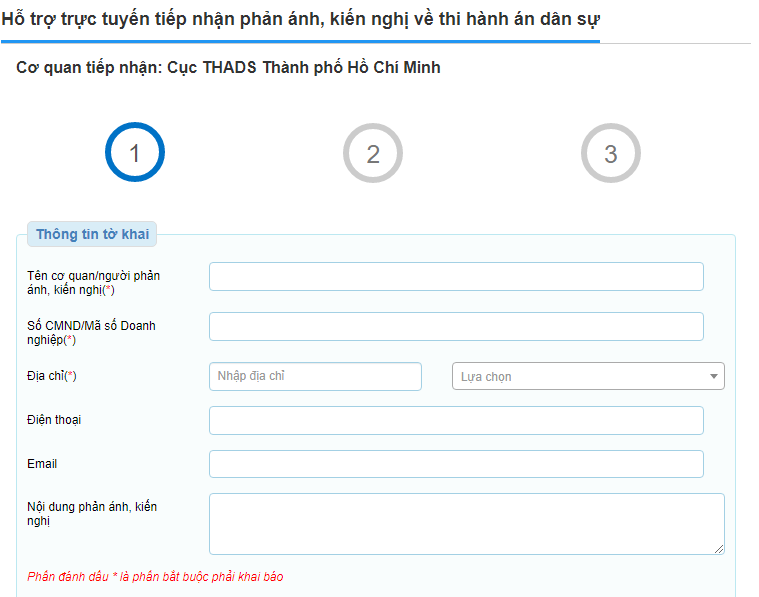 Hỗ trợ trực tuyến tiếp nhận phản ánh, kiến nghị về thi hành án dân sự
Cơ quan tiếp nhận: Cục THADS Thành phố Hồ Chí Minh
1
2
3
Thông tin tờ khai
Tên cơ quan/người phản
ánh, kiến nghị(*)
Số CMND/Mã số Doanh
nghiệp(*)
Địa chỉ(*)
Nhập địa chỉ
Lựa chọn
Điện thoại
Email
Nội dung phản ánh, kiến
nghị
Phần đánh dấu * là phần bắt buộc phải khai báo